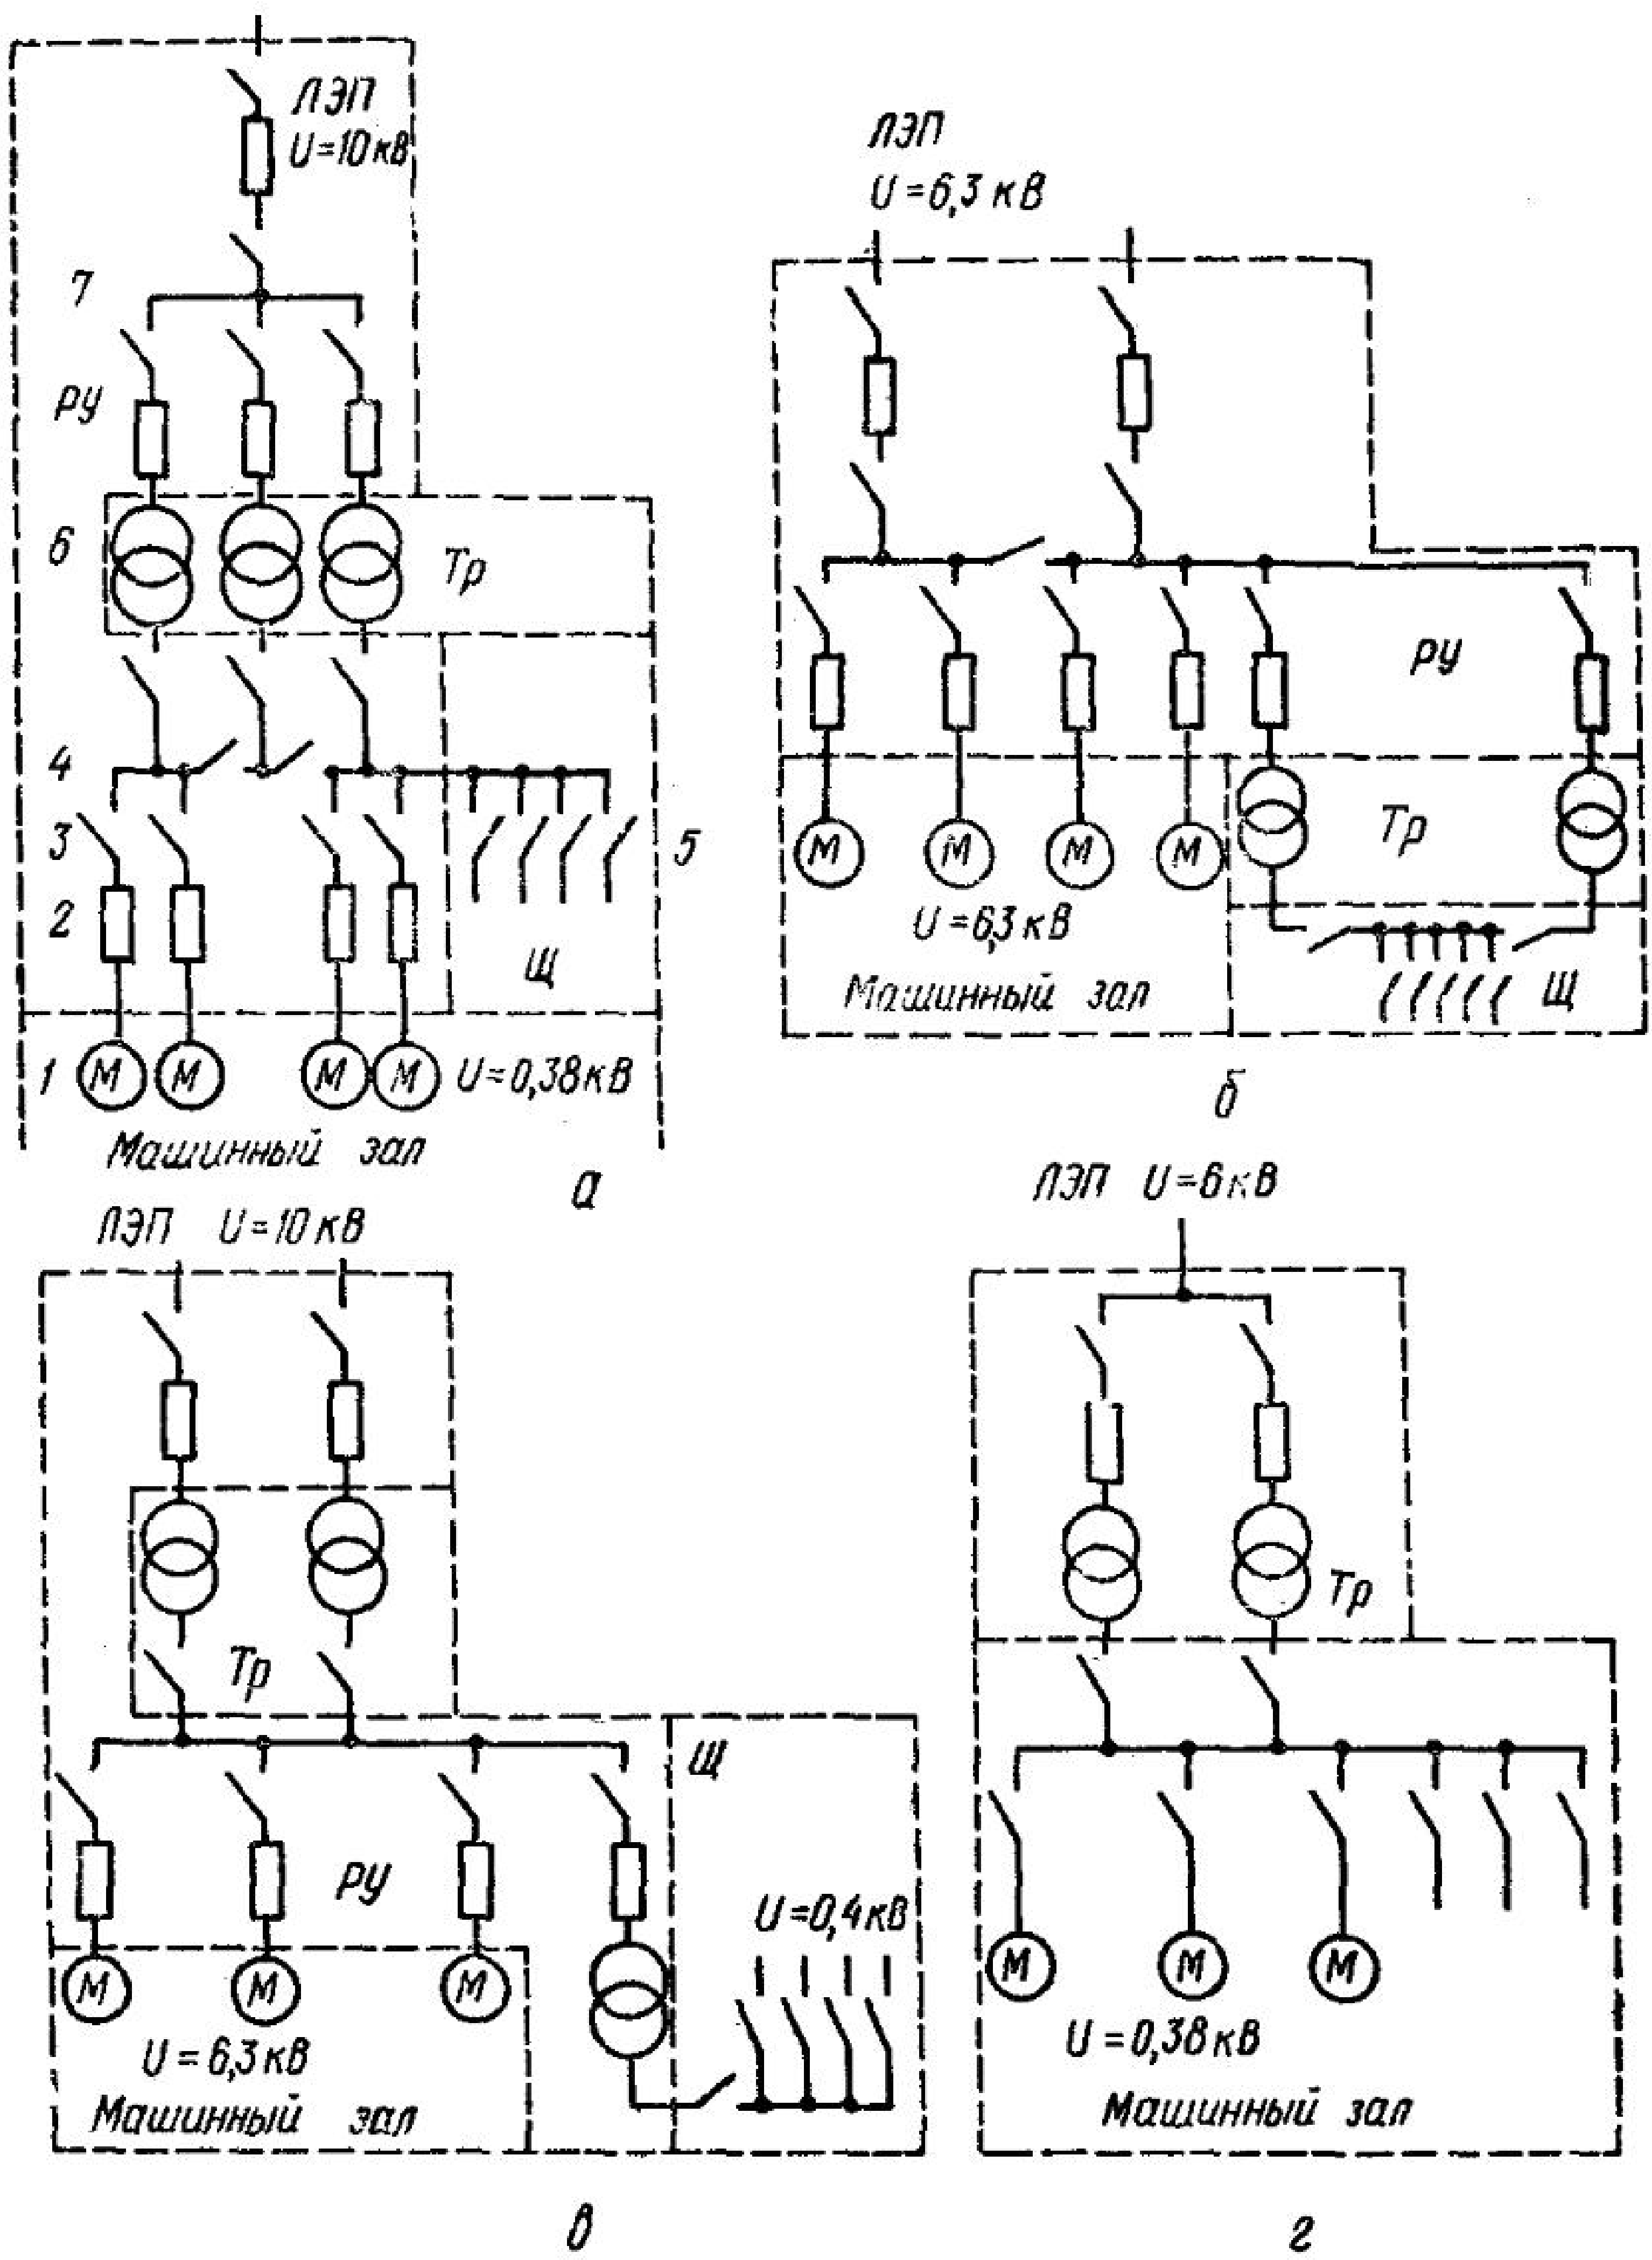 ЛЭП
U=10 кВ
7
РУ
6
Тр
4
3
5
2
Щ
1
М
М
М
М
U=0,38кВ
Машинный зал
а
ЛЭП
U=6,3 кВ
РУ
Тр
М
М
М
М
U=6,3 кВ
Машинный зал
Щ
б
ЛЭП U=10 кВ
Тр
Щ
РУ
U=0,4кВ
М
М
М
U=6,3кВ
Машинный зал
в
ЛЭП U=6кВ
Тр
М
М
М
U=0,38кВ
Машинный зал
г